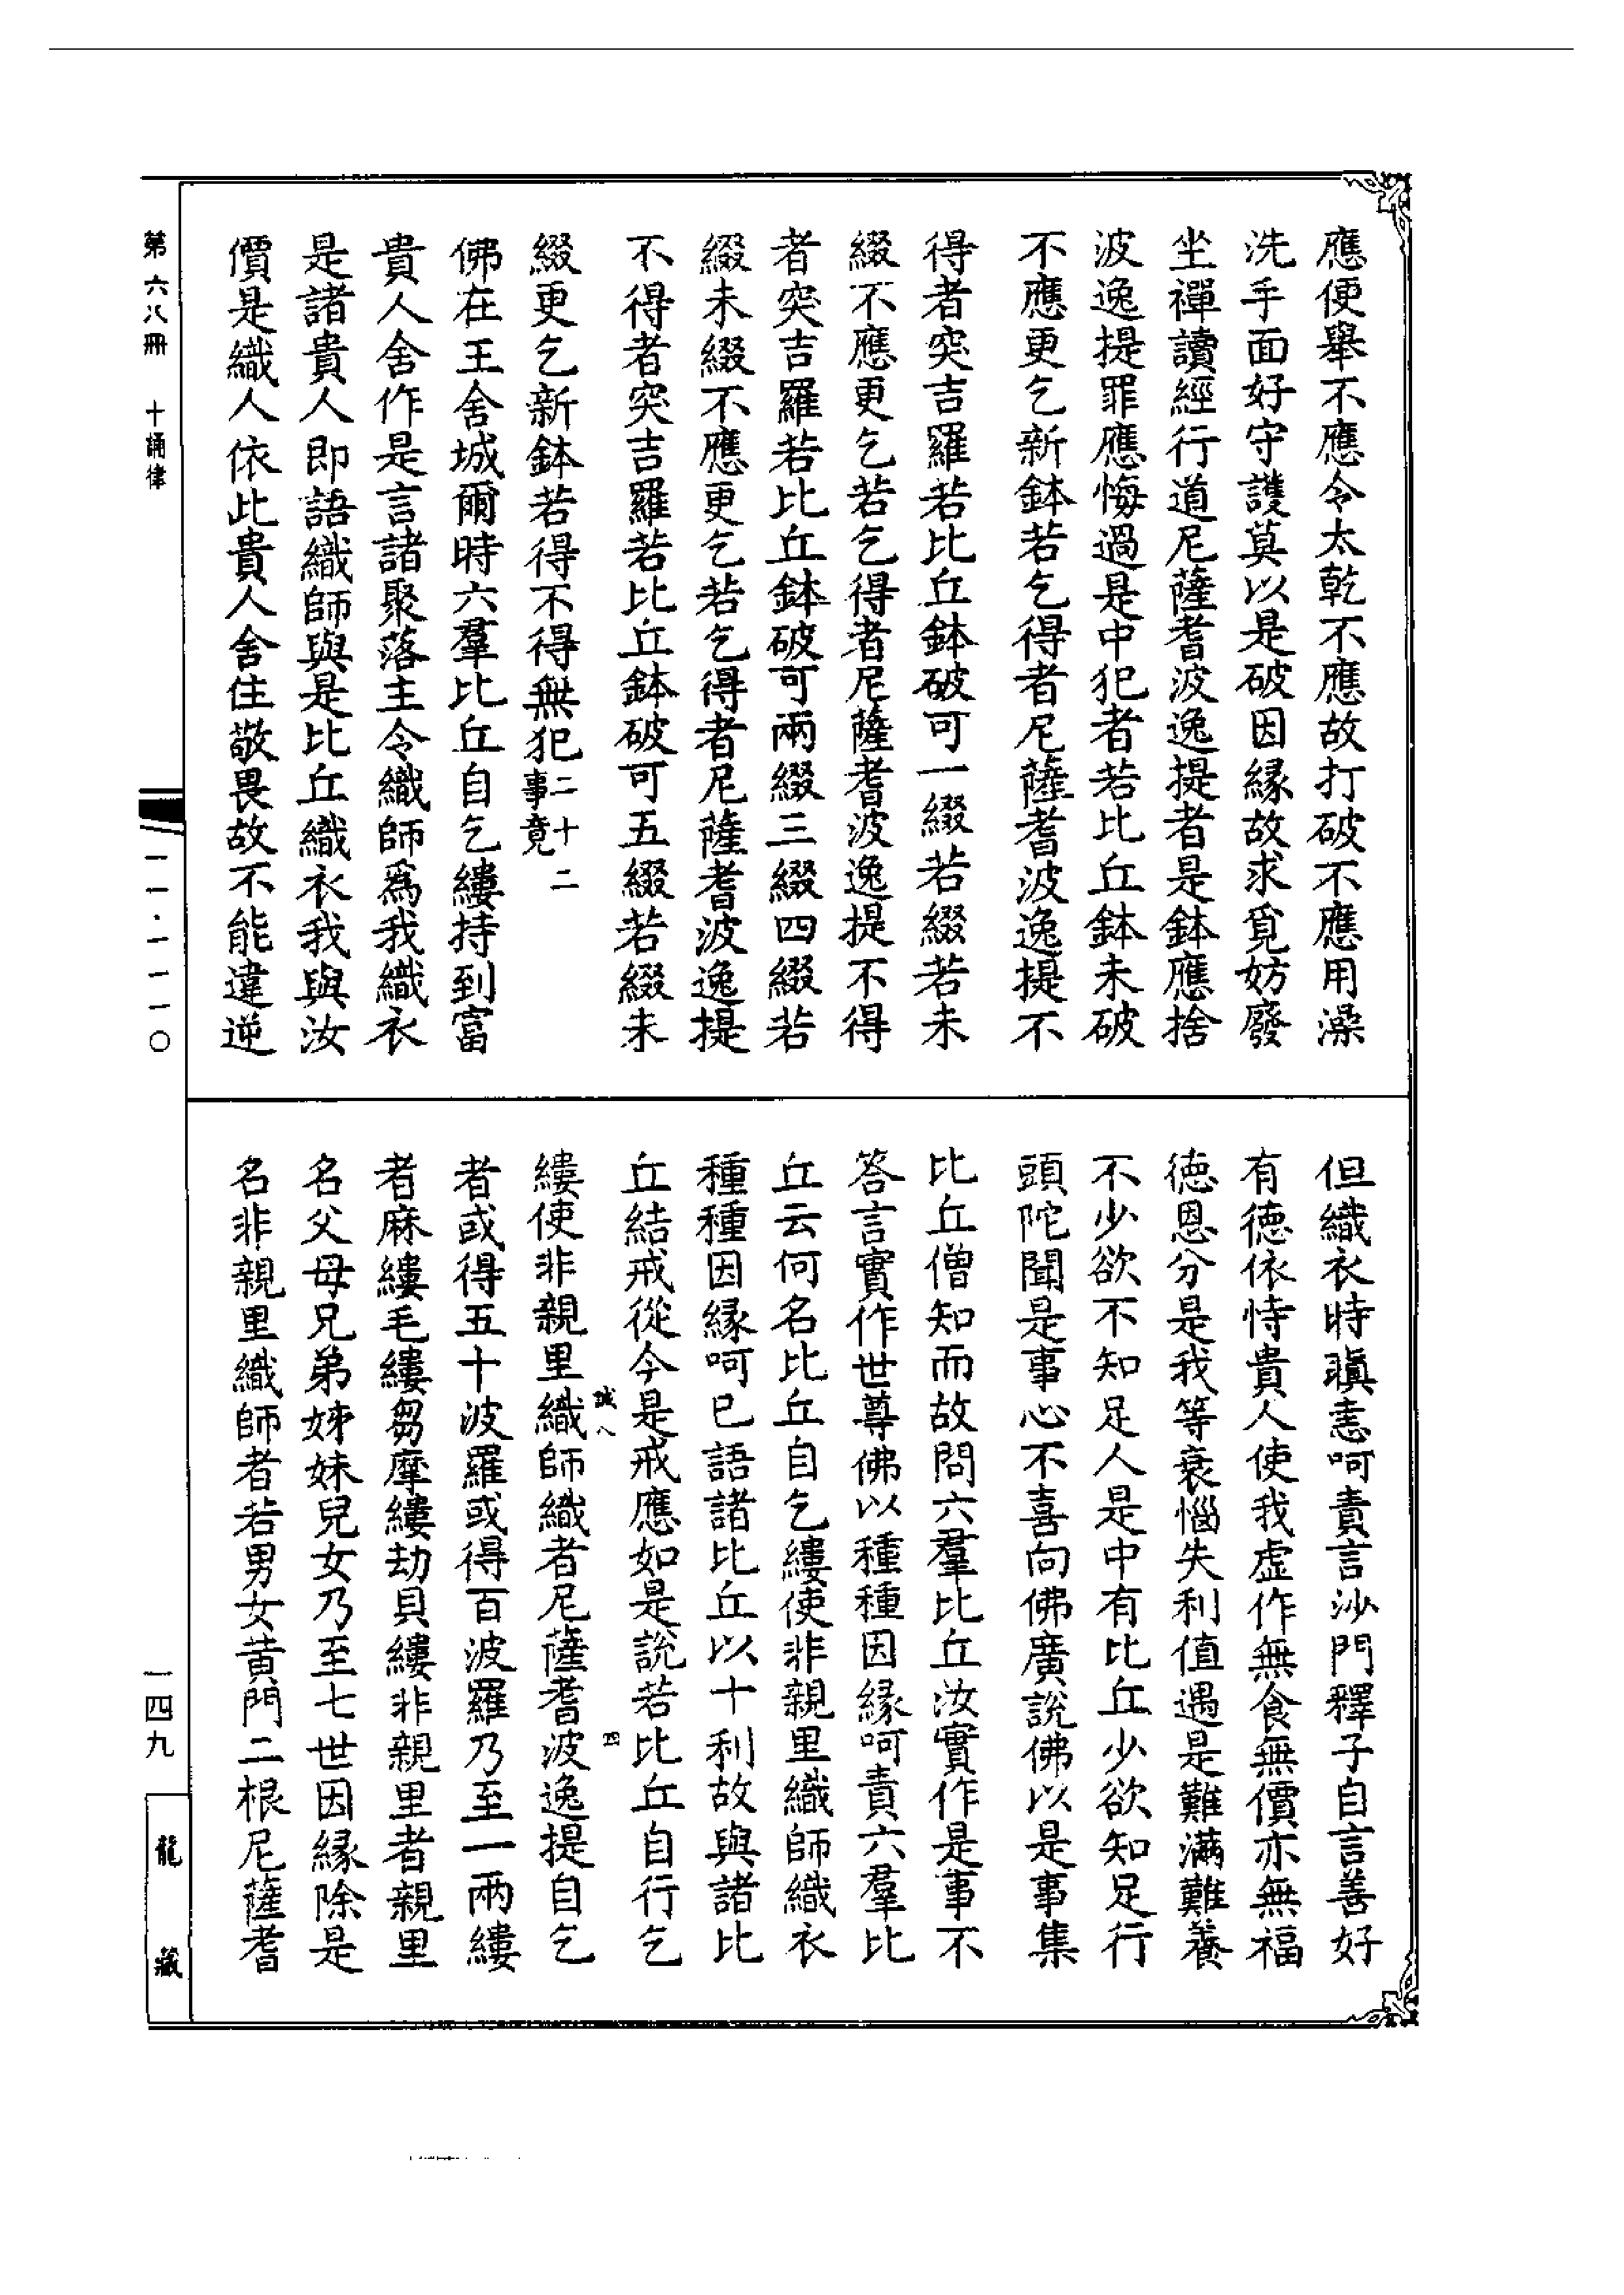 應便舉不應令太乾不應故打破不應用澡
洗手面好守護莫以是破因緣故求覓妨廢
坐禪讀經行道尼薩耆波逸提者是鉢應捨
波逸提罪應悔過是中犯者若比丘鉢未破
不應更乞新鉢若乞得者尼薩耆波逸提不
得者突吉羅若比丘鉢破可一綴若綴若未
綴不應更乞若乞得者尼薩耆波逸提不得
者突吉羅若比丘鉢破可兩綴三綴四綴若
綴未綴不應更乞若乞得者尼薩耆波逸提
不得者突吉羅若比丘鉢破可五綴若綴未
綴更乞新鉢若得不得無犯二十二事竟
佛在王舍城爾時六羣比丘自乞縷持到富
貴人舍作是言諸聚落主令織師爲我織衣
是諸貴人即語織師與是比丘織衣我與汝
價是織人依此貴人舍住敬畏故不能違逆
但織衣時瞋恚呵責言沙門釋子自言善好
有德依恃貴人使我虛作無食無價亦無福
德恩分是我等衰惱失利值遇是難滿難養
不少欲不知足人是中有比丘少欲知足行
頭陀聞是事心不喜向佛廣說佛以是事集
比丘僧知而故問六羣比丘汝實作是事不
答言實作世尊佛以種種因緣呵責六羣比
丘云何名比丘自乞縷使非親里織師織衣
種種因緣呵已語諸比丘以十利故與諸比
丘結戒從今是戒應如是說若比丘自行乞
誠八 四
縷使非親里織師織者尼薩耆波逸提自乞
者或得五十波羅或得百波羅乃至一兩縷
者麻縷毛縷芻摩縷劫貝縷非親里者親里
名父母兄弟姊妹兒女乃至七世因緣除是
名非親里織師者若男女黃門二根尼薩耆
第六八冊 十誦律
一一·一一一〇
一四九
龍藏